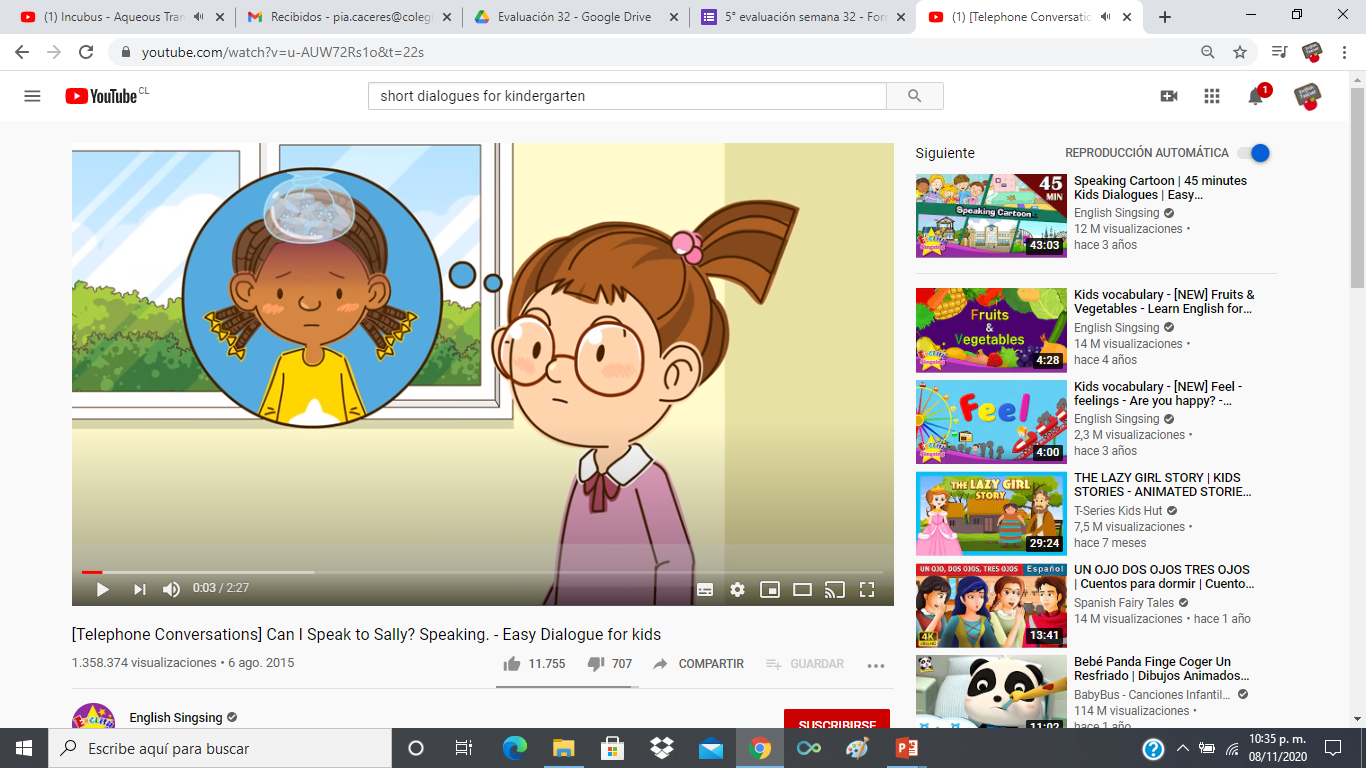 (1) Incubus - Aqueous Tran
Recibidos - pia.caceres@coleg
Evaluación 32 - Google Drive
5° evaluación semana 32 - For
(1) [Telephone Conversatic
youtube.com/watch?v=u-AUW72Rs1o&t=22s
YouTube CL
short dialogues for kindergarten
1
Siguiente
REPRODUCCIÓN AUTOMÁTICA
45 MIN
Speaking Cartoon
43:03
Speaking Cartoon | 45 minutes
Kids Dialogues | Easy...
English Singsing
12 M visualizaciones •
hace 3 años
Fruits
&
Vegetables
4:28
Kids vocabulary - [NEW] Fruits &
Vegetables - Learn English for...
English Singsing
14 M visualizaciones •
hace 4 años
Feel
4:00
Kids vocabulary - [NEW] Feel -
feelings - Are you happy? -...
English Singsing
2,3 M visualizaciones •
hace 3 años
THE LAZY GIRL
STORY
29:24
THE LAZY GIRL STORY | KIDS
STORIES - ANIMATED STORIE...
T-Series Kids Hut
7,5 M visualizaciones •
hace 7 meses
UN OJO, DOS OJOS, TRES OJOS
Español
4K
13:41
UN OJO DOS OJOS TRES OJOS
| Cuentos para dormir | Cuento...
Spanish Fairy Tales
14 M visualizaciones • hace 1 año
11:02
Bebé Panda Finge Coger Un
Resfriado | Dibujos Animados...
BabyBus - Canciones Infantil...
114 M visualizaciones •
hace 1 año
0:03 / 2:27
[Telephone Conversations] Can I Speak to Sally? Speaking. - Easy Dialogue for kids
1.358.374 visualizaciones • 6 ago. 2015
11.755
707
COMPARTIR
GUARDAR
English Singsing
SUSCRIBIRSE
Escribe aquí para buscar
10:35 p. m.
08/11/2020